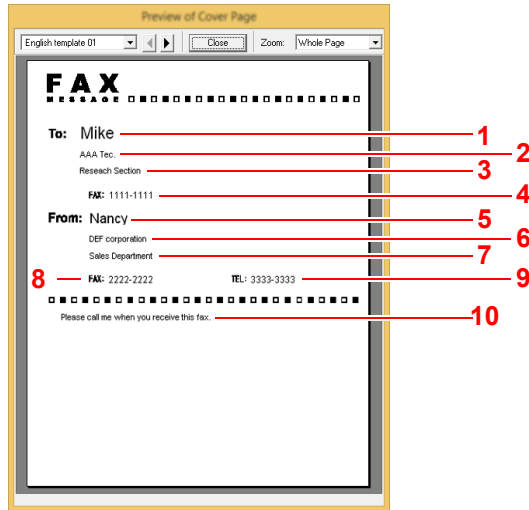 Preview of Cover Page
English template 01 Close Zoom: Whole Page
FAX
MESSAGE
To: Mike 1
AAA Tec. 2
Reseach Section 3
FAX: 1111-1111 4
From: Nancy 5
DEF corporation 6
Sales Department 7
8 FAX: 2222-2222 TEL: 3333-3333 9
Please call me when you receive this fax. 10